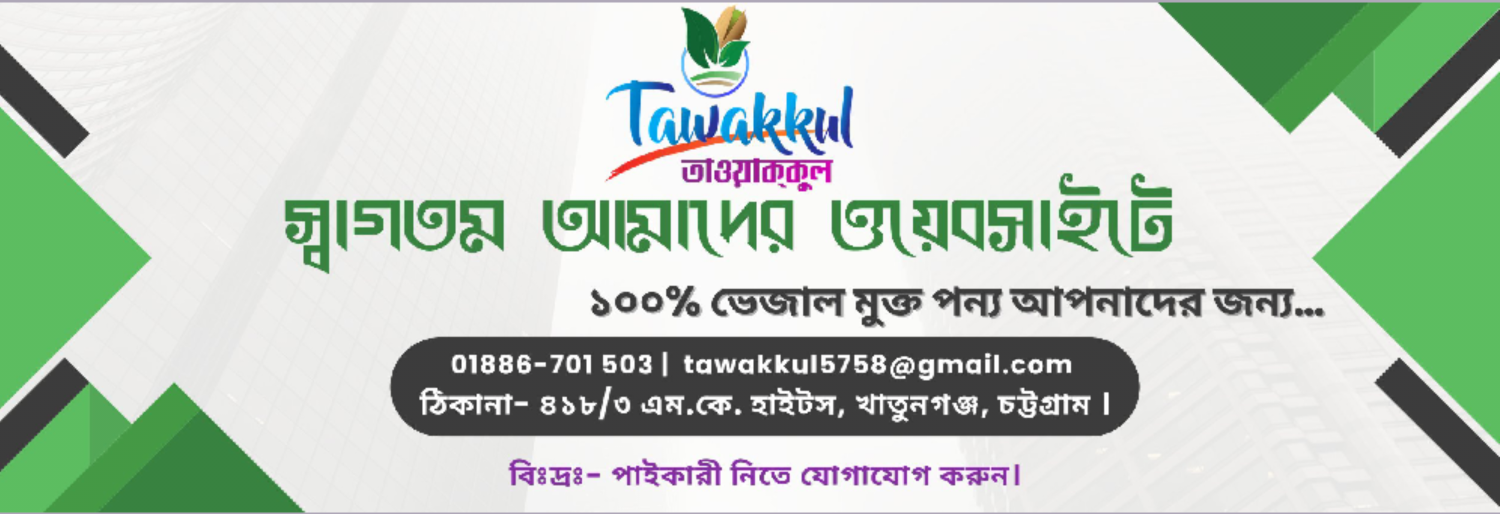 Tawakkul
তাওয়াক্কুল
স্বাগতম আমাদের ওয়েবসাইটে
১০০% ভেজাল মুক্ত পন্য আপনাদের জন্য...
01886-701 503 | tawakkul5758@gmail.com
ঠিকানা- ৪১৮/৩ এম.কে. হাইটস, খাতুনগঞ্জ, চট্টগ্রাম ।
বিঃদ্রঃ- পাইকারী নিতে যোগাযোগ করুন।